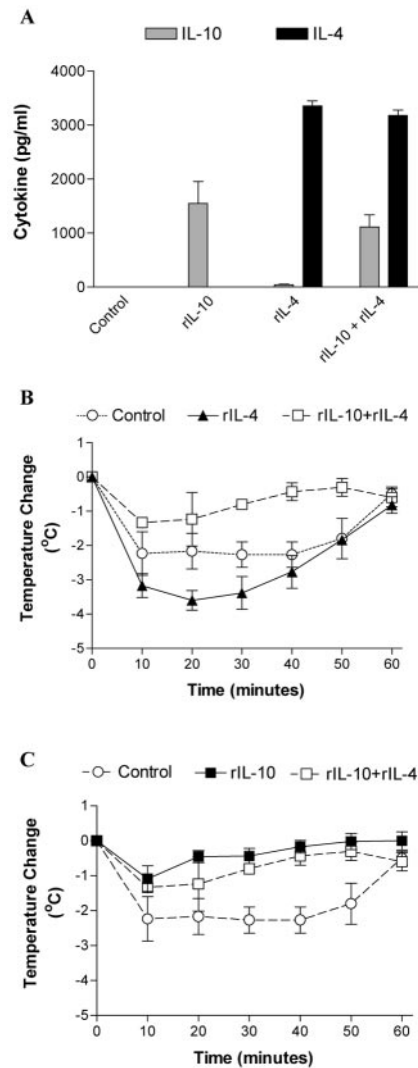 A
IL-10 IL-4
Cytokine (pg/ml)
4000
3000
2000
1000
0
Control
rIL-10
rIL-4
rIL-10 + rIL-4
B
Control rIL-4 rIL-10+rIL-4
Temperature Change
(°C)
1
0
-1
-2
-3
-4
-5
0 10 20 30 40 50 60
Time (minutes)
C
Control rIL-10 rIL-10+rIL-4
Temperature Change
(°C)
1
0
-1
-2
-3
-4
-5
0 10 20 30 40 50 60
Time (minutes)